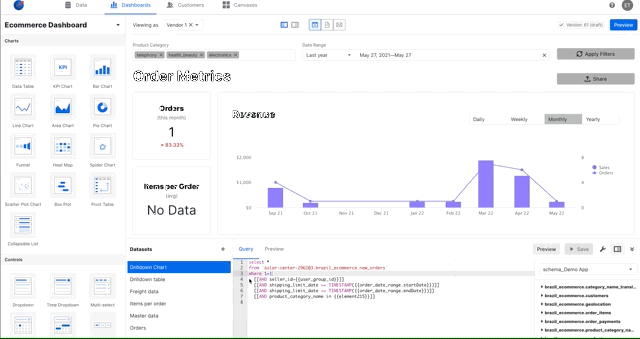 Data
Dashboards
Customers
Canvases
ET
Ecommerce Dashboard
Viewing as
Vendor 1
Version: 61 (draft)
Preview
Charts
Data Table
KPI Chart
Bar Chart
Line Chart
Area Chart
Pie Chart
Funnel
Heat Map
Spider Chart
Scatter Plot Chart
Box Plot
Pivot Table
Collapsible List
Controls
Dropdown
Time Dropdown
Multi-select
Product Category
telephony
health_beauty
electronics
Date Range
Last year
May 27, 2021—May 27
Apply Filters
Share
Order Metrics
Orders
(this month)
1
83.33%
Items per Order
(avg)
No Data
Revenue
Daily
Weekly
Monthly
Yearly
$2,000
$1,000
$0
Sep 21
Oct 21
Nov 21
Dec 21
Jan 22
Feb 22
Mar 22
Apr 22
May 22
Sales
Orders
Datasets
Drilldown Chart
Drilldown table
Freight data
Items per order
Master data
Orders
Query
Preview
Preview
Save
1 select *
2 from `solar-center-296203.brazil_ecommerce.new_orders`
3 where 1=1
4 [[AND seller_id={{user_group_id}}]]
5 [[AND shipping_limit_date >= TIMESTAMP({{order_date_range.startDate}})]]
6 [[AND shipping_limit_date <= TIMESTAMP({{order_date_range.endDate}})]]
7 [[AND product_category_name in {{element215}}]]
8
schema_Demo App
brazil_ecommerce.category_name_transl...
brazil_ecommerce.customers
brazil_ecommerce.geolocation
brazil_ecommerce.order_items
brazil_ecommerce.order_payments
brazil_ecommerce.product_category_na...